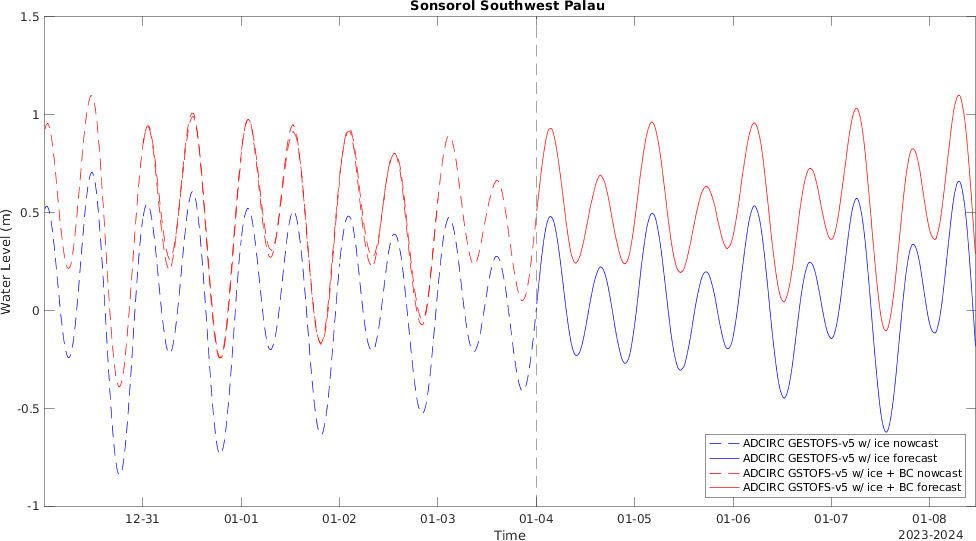 Sonsorol Southwest Palau
1.5
1
0.5
0
-0.5
-1
Water Level (m)
12-31
01-01
01-02
01-03
01-04
01-05
01-06
01-07
01-08
Time
2023-2024
ADCIRC GESTOFS-v5 w/ ice nowcast
ADCIRC GESTOFS-v5 w/ ice forecast
ADCIRC GSTOFS-v5 w/ ice + BC nowcast
ADCIRC GSTOFS-v5 w/ ice + BC forecast